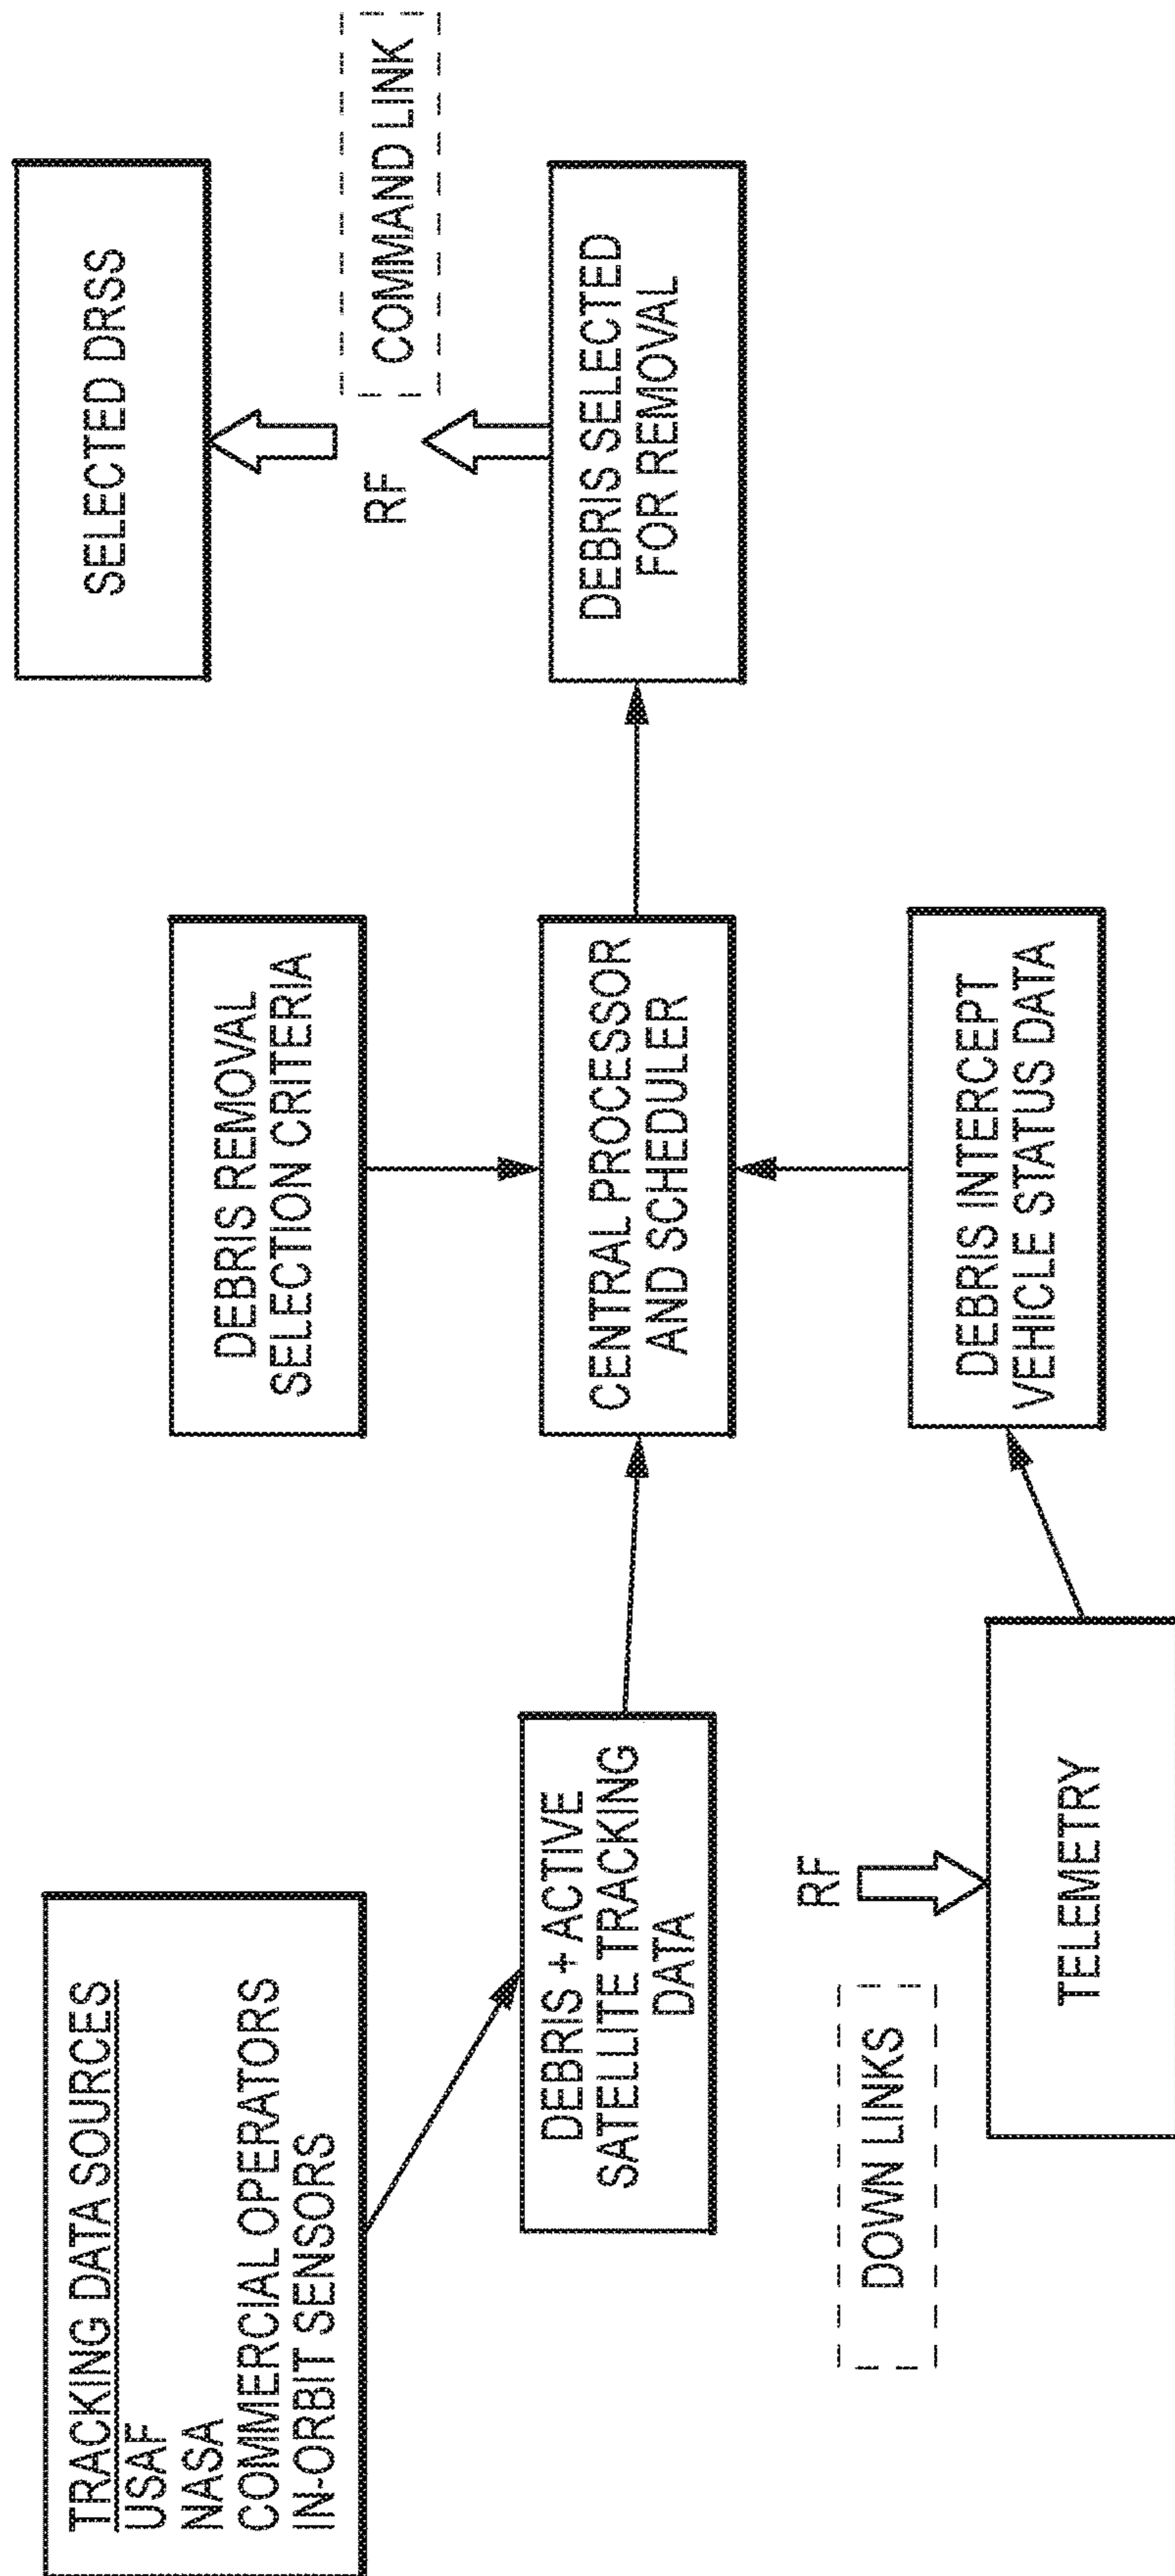 TRACKING DATA SOURCES
USAF
NASA
COMMERCIAL OPERATORS
IN-ORBIT SENSORS
DEBRIS + ACTIVE
SATELLITE TRACKING
DATA
DOWN LINKS
RF
TELEMETRY
DEBRIS REMOVAL
SELECTION CRITERIA
CENTRAL PROCESSOR
AND SCHEDULER
DEBRIS INTERCEPT
VEHICLE STATUS DATA
SELECTED DRSS
RF
COMMAND LINK
DEBRIS SELECTED
FOR REMOVAL